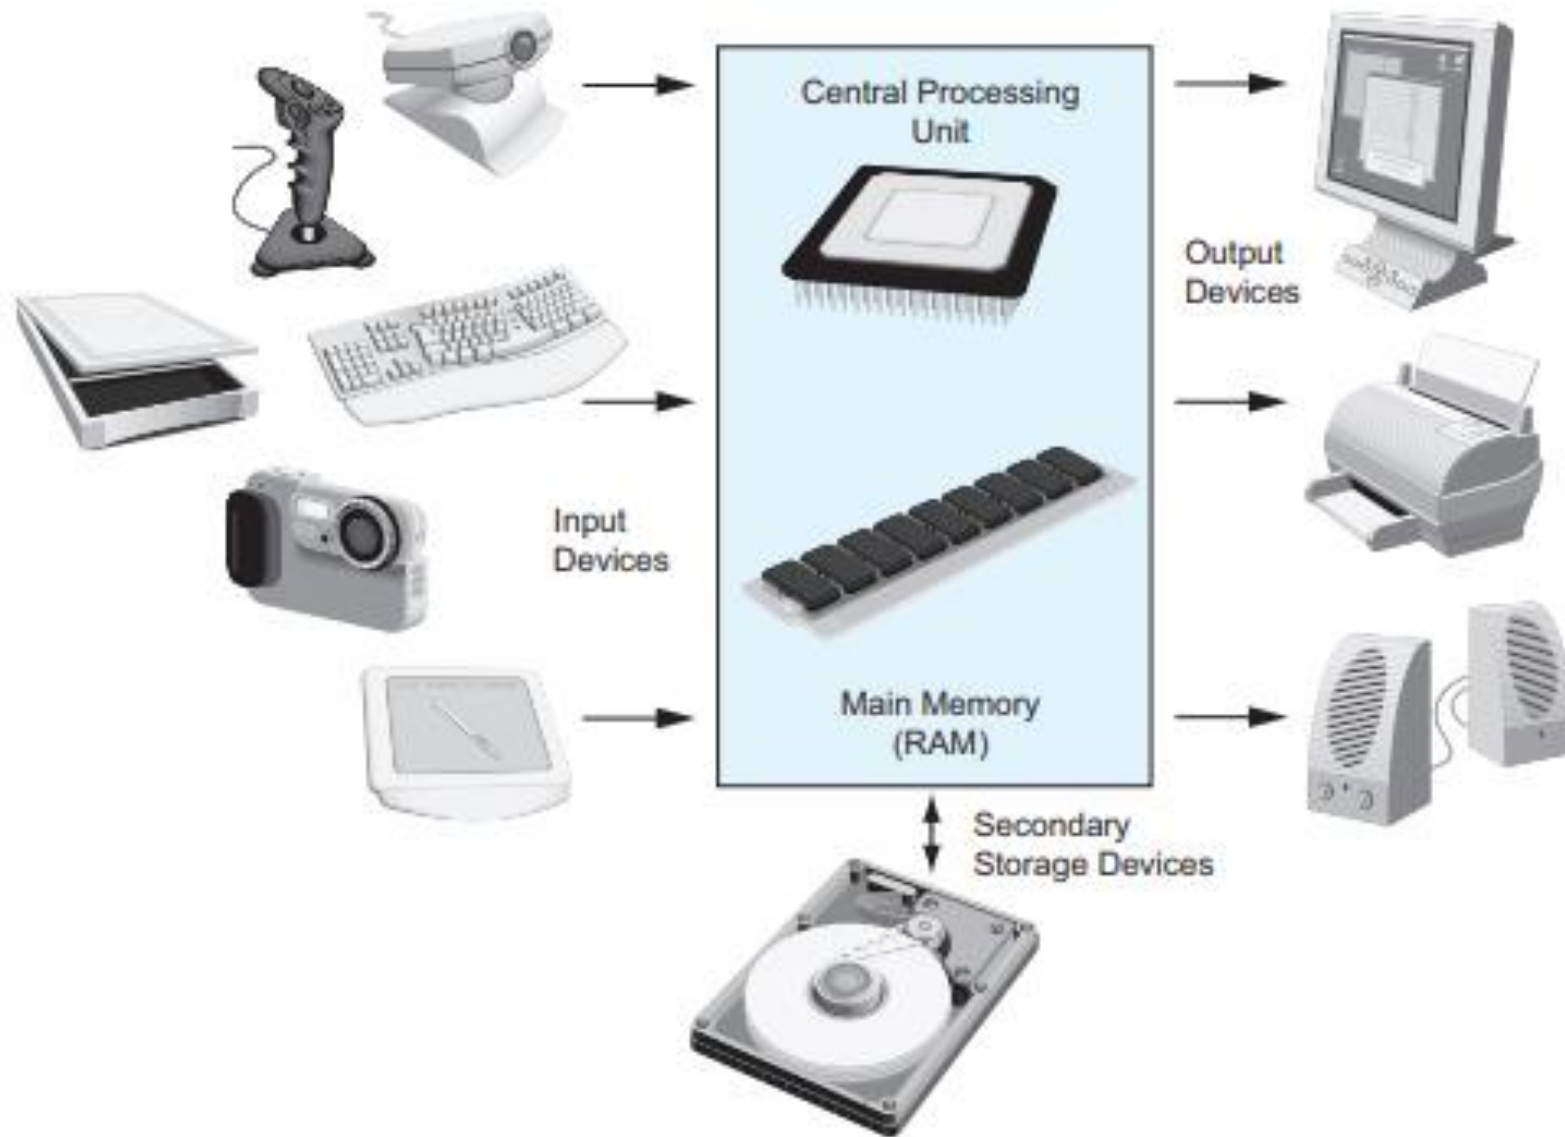 Central Processing
Unit
Output
Devices
Input
Devices
Main Memory
(RAM)
Secondary
Storage Devices